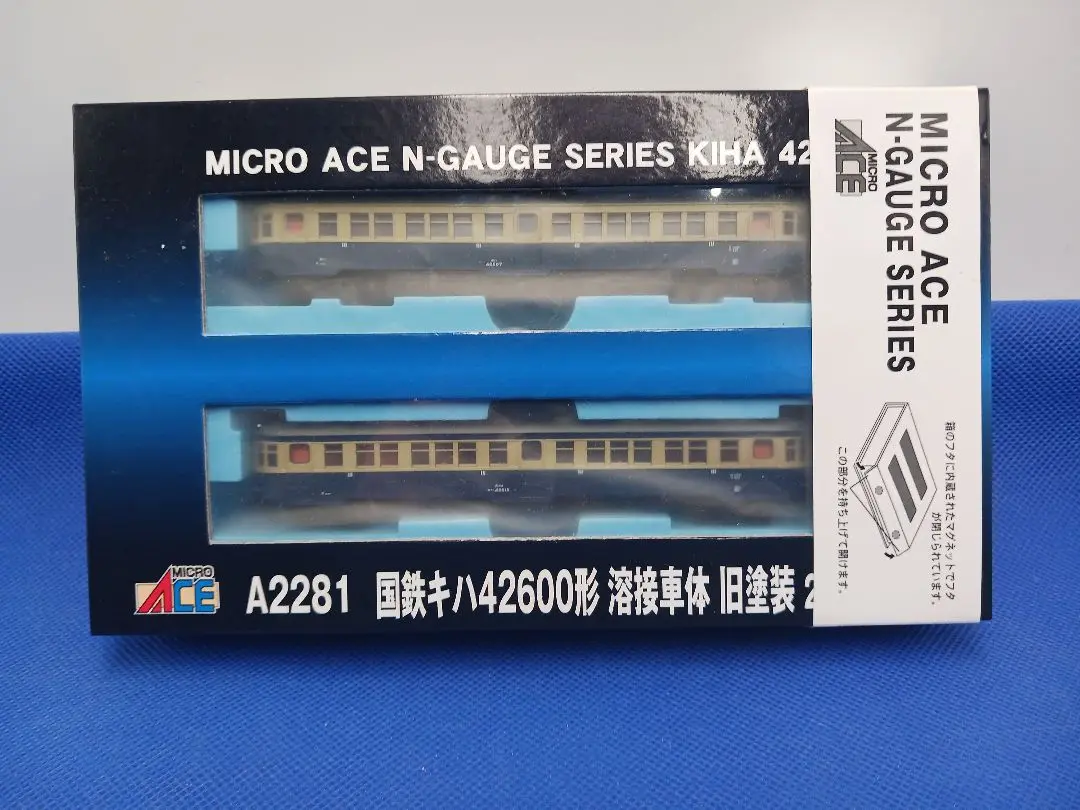 MICRO ACE N-GAUGE SERIES KIHA 42
MICRO ACE
N-GAUGE SERIES
MICRO
ACE
箱のフタに内蔵されたマグネットでフタ
が閉じられています。
この部分を持ち上げて開けます。
MICRO
ACE
A2281 国鉄キハ42600形 溶接車体 旧塗装 2